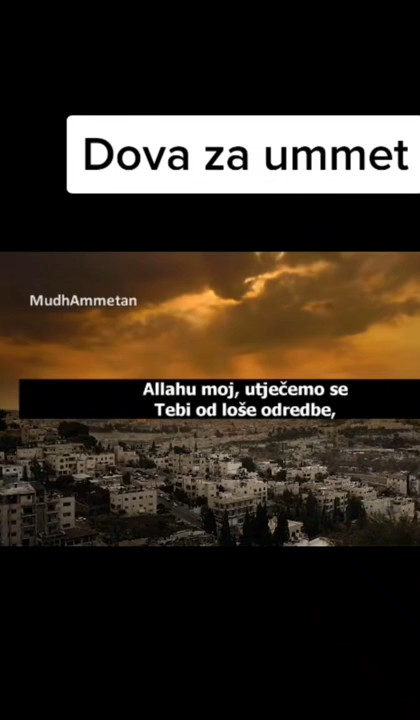 Dova za ummet
MudhAmmetan
Allahu moj, utječemo se
Tebi od loše odredbe,